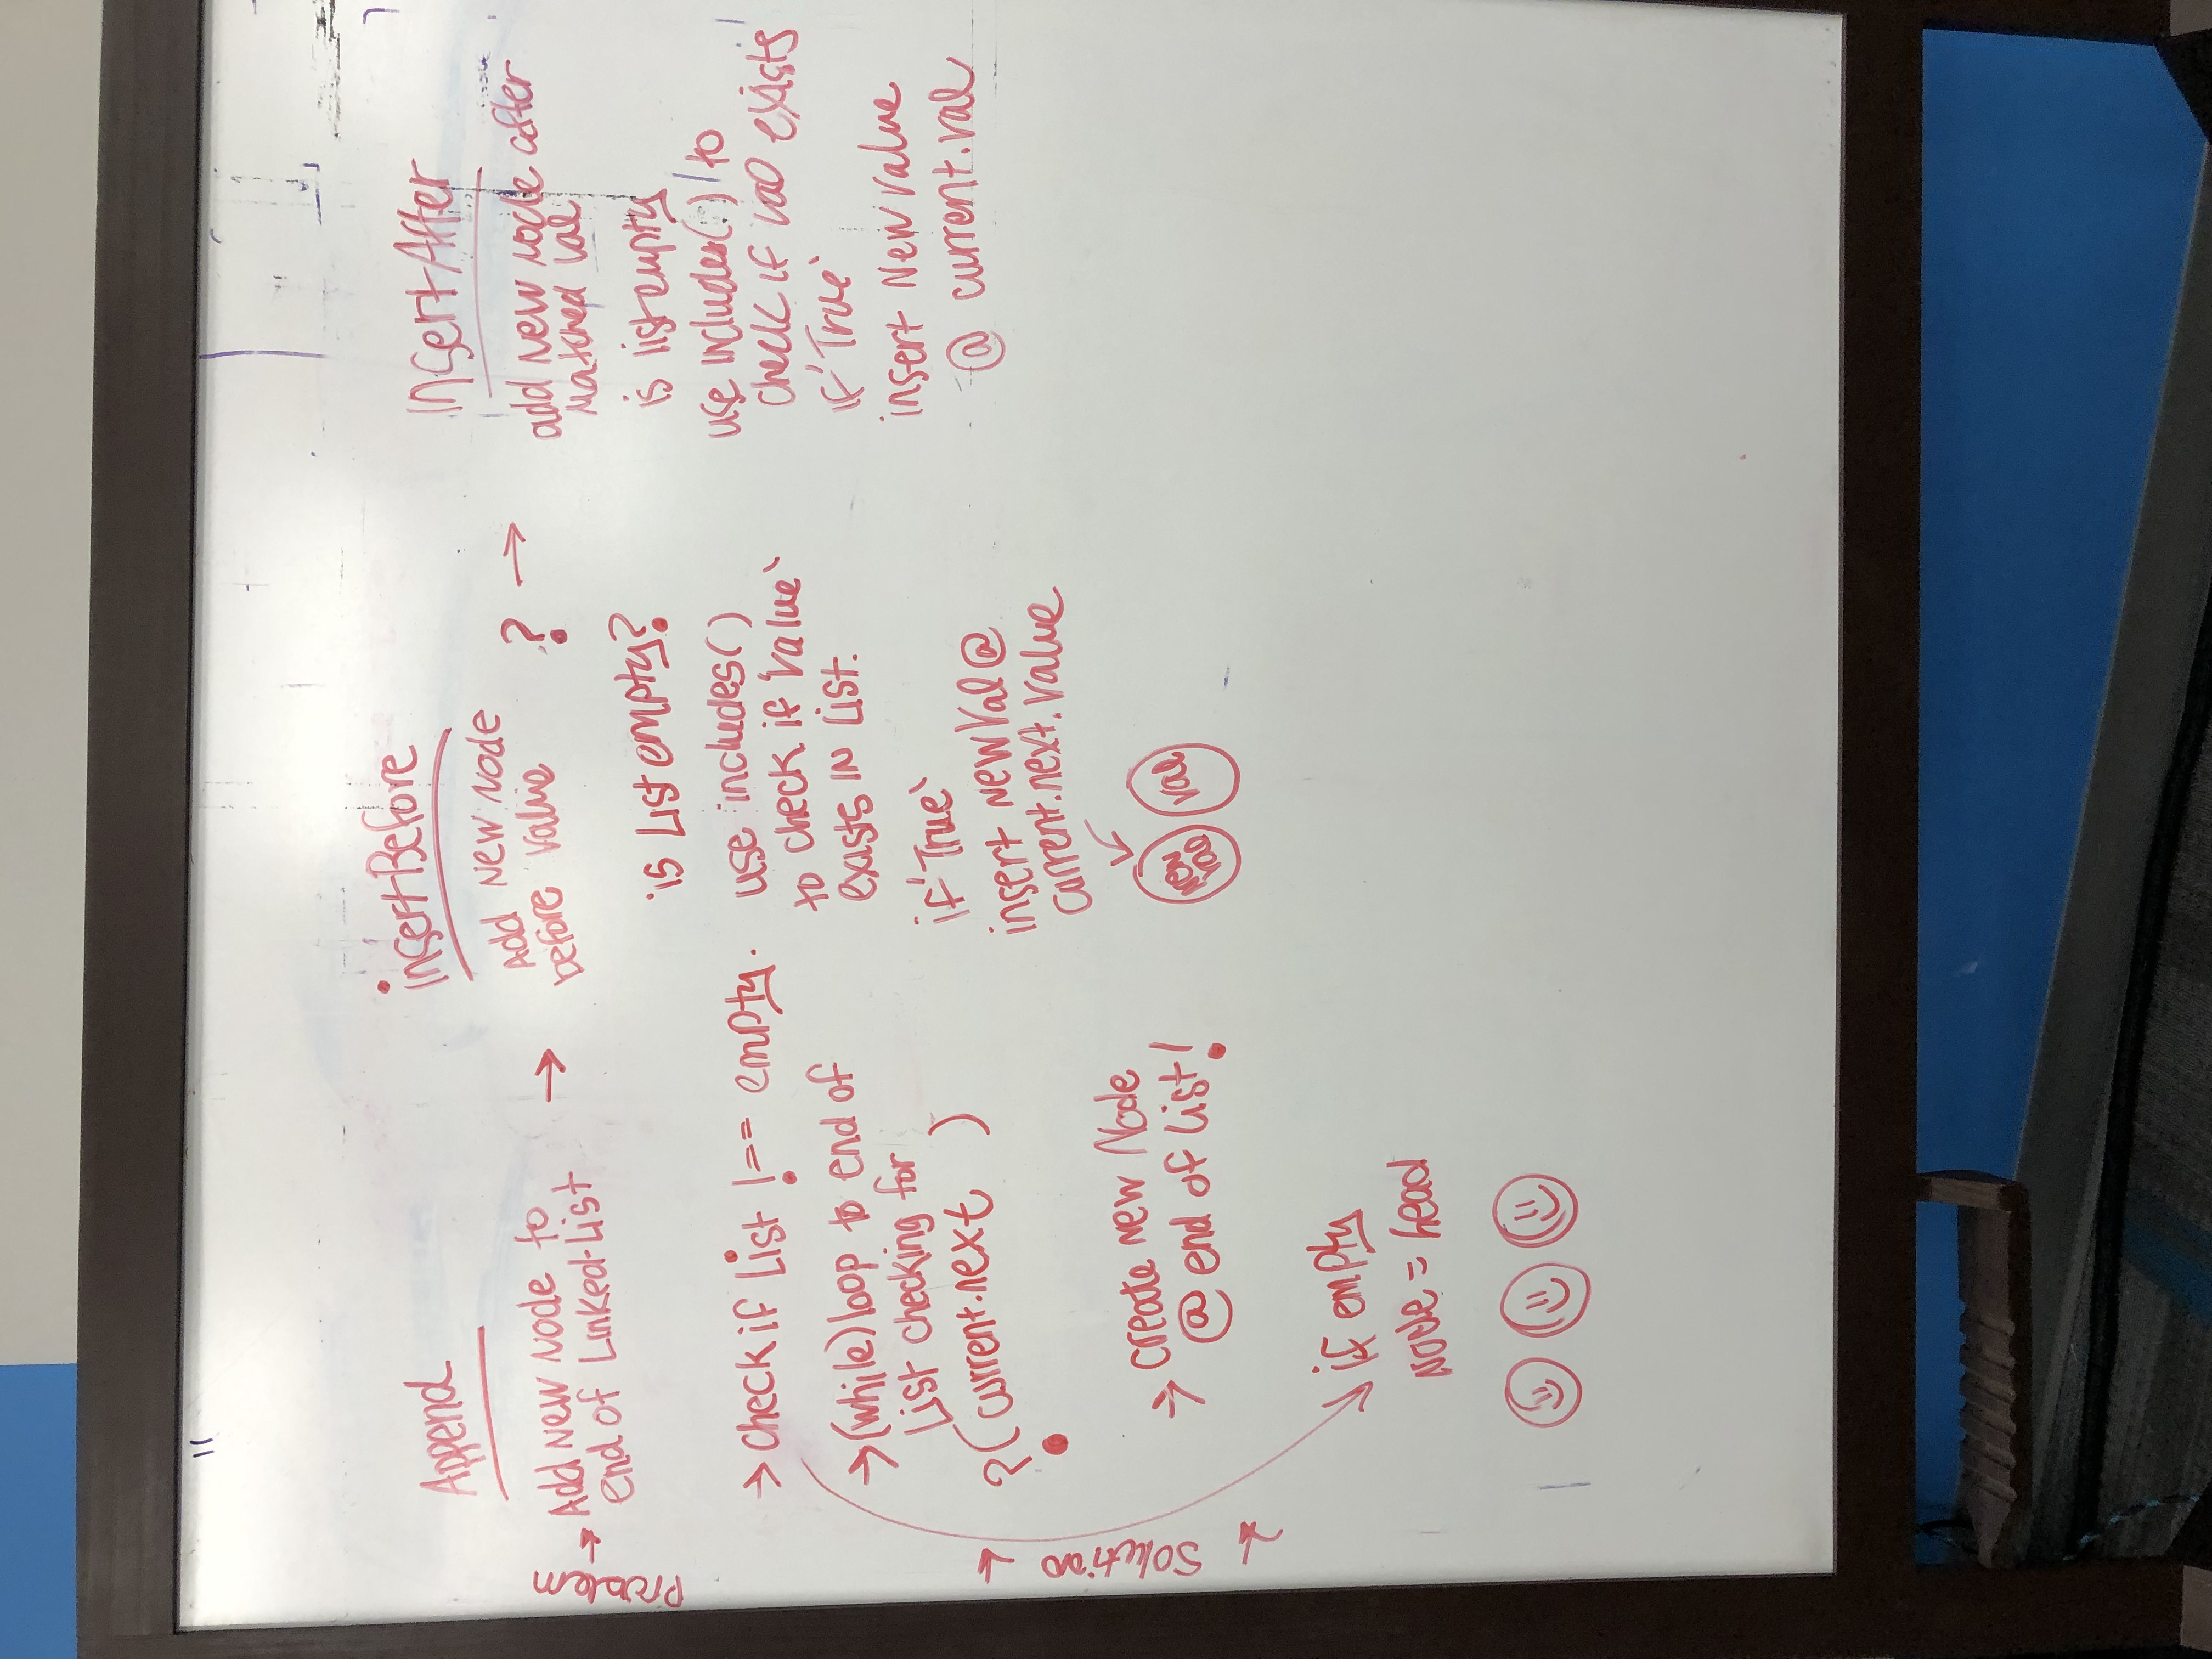 Append
Problem
Add New Node to
end of Linked-List
→ check if List !== empty.
→ (while) loop to end of
List checking for
? ( current.next )
Solution
→ create new Node
@ end of list!
if empty
Node = head
insertBefore
Add New Node
before value
?
is List empty?
use includes()
to check if 'value'
exists in List.
if 'True'
insert NewVal @
current.next.value
New
val
val
InsertAfter
add New Node after
Matched val
is list empty
use includes() to
check if val exists
if 'True'
insert New value
@ current.val